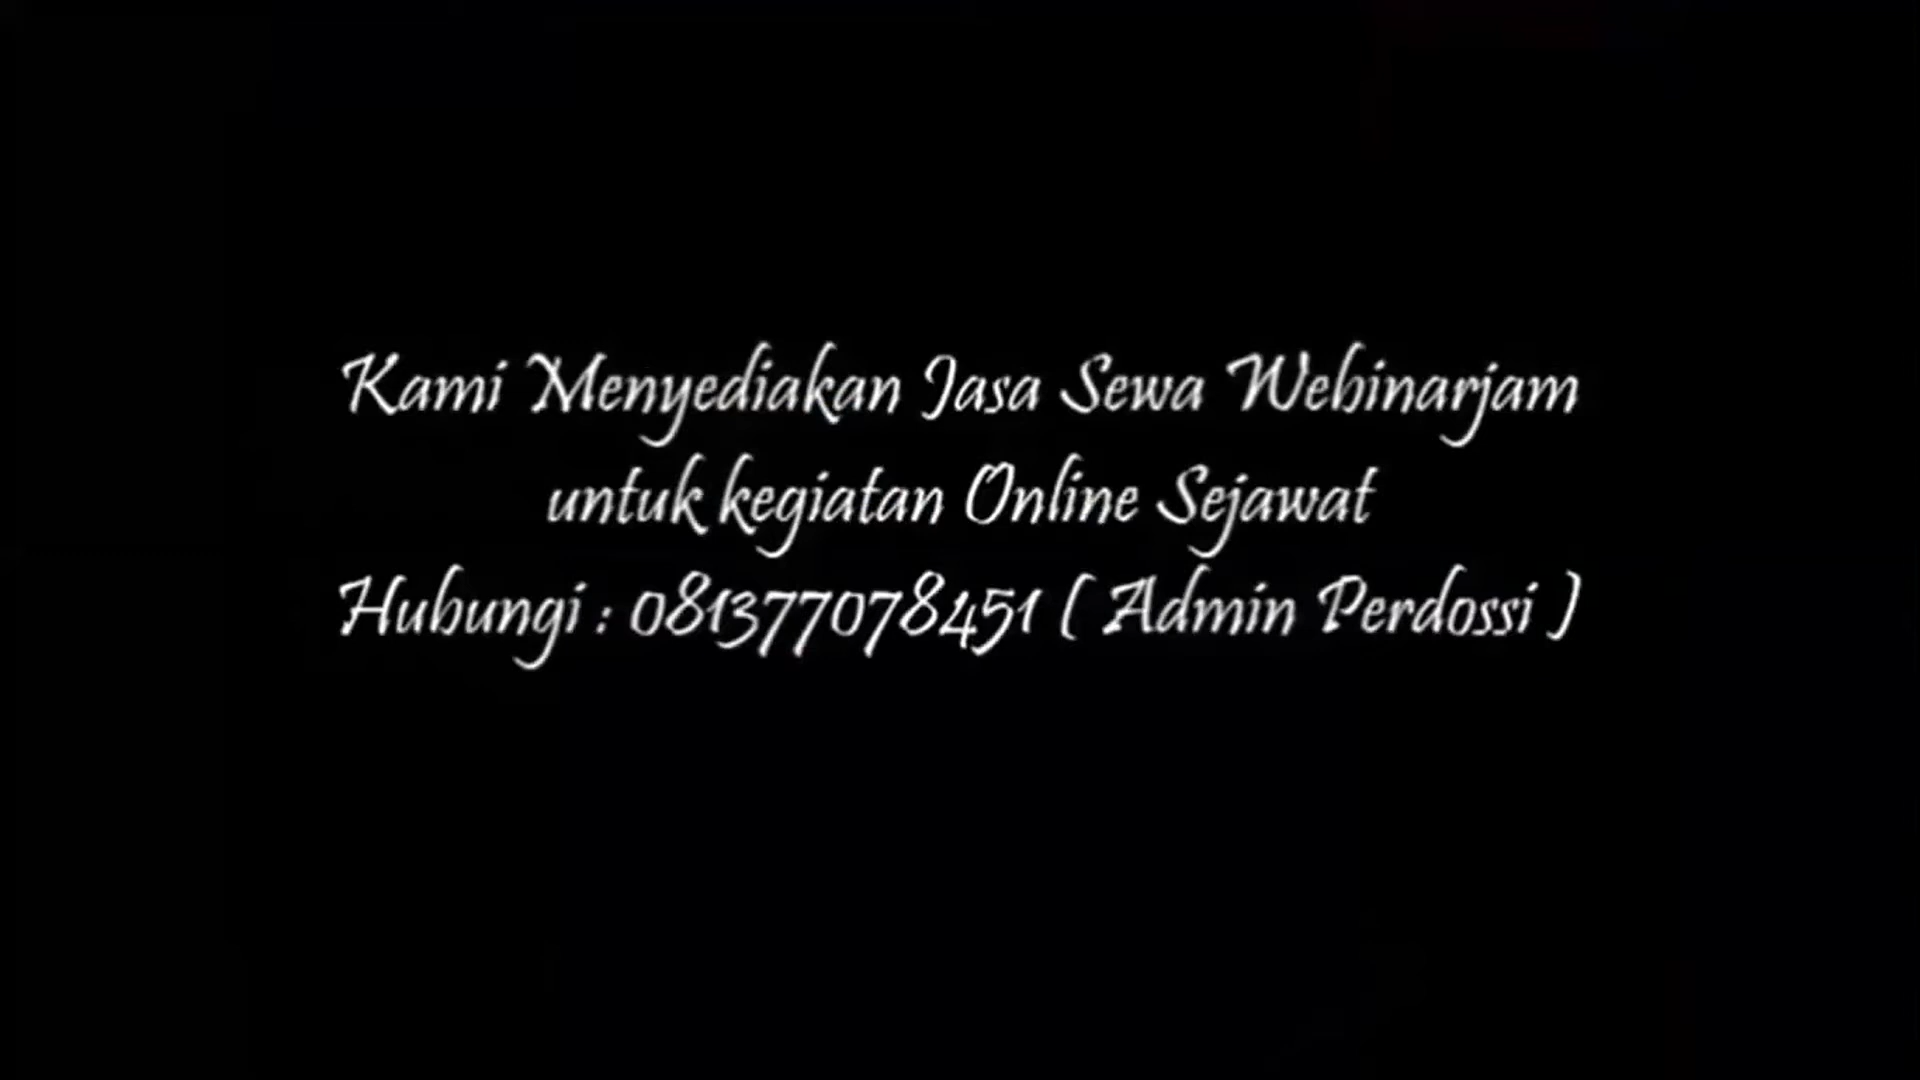 Kami Menyediakan Jasa Sewa Webinarjam
untuk kegiatan Online Sejawat
Hubungi : 081377078451 ( Admin Perdossi )